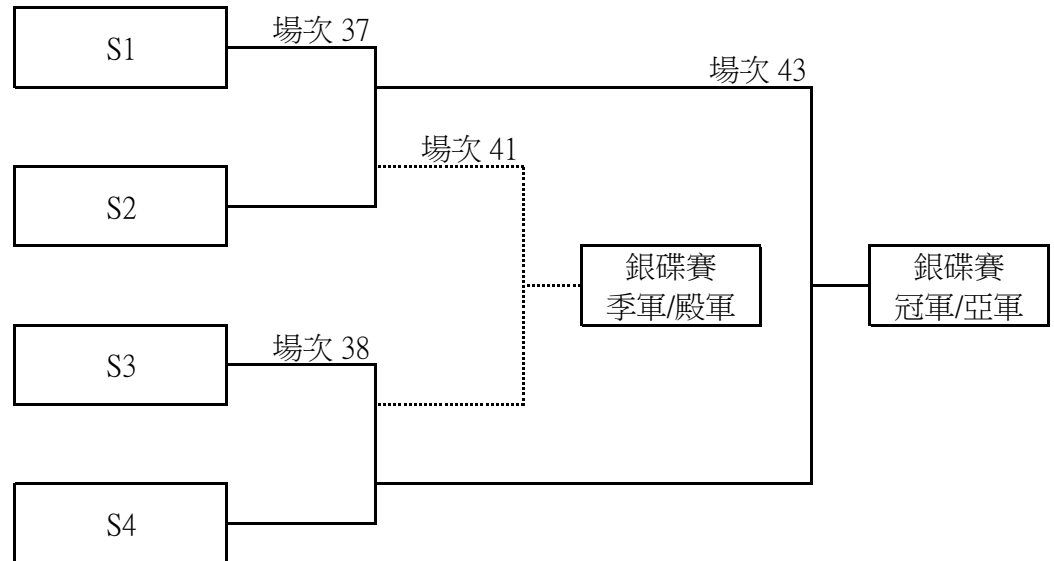 S1
場次 37
場次 43
場次 41
S2
銀碟賽
季軍/殿軍
銀碟賽
冠軍/亞軍
S3
場次 38
S4